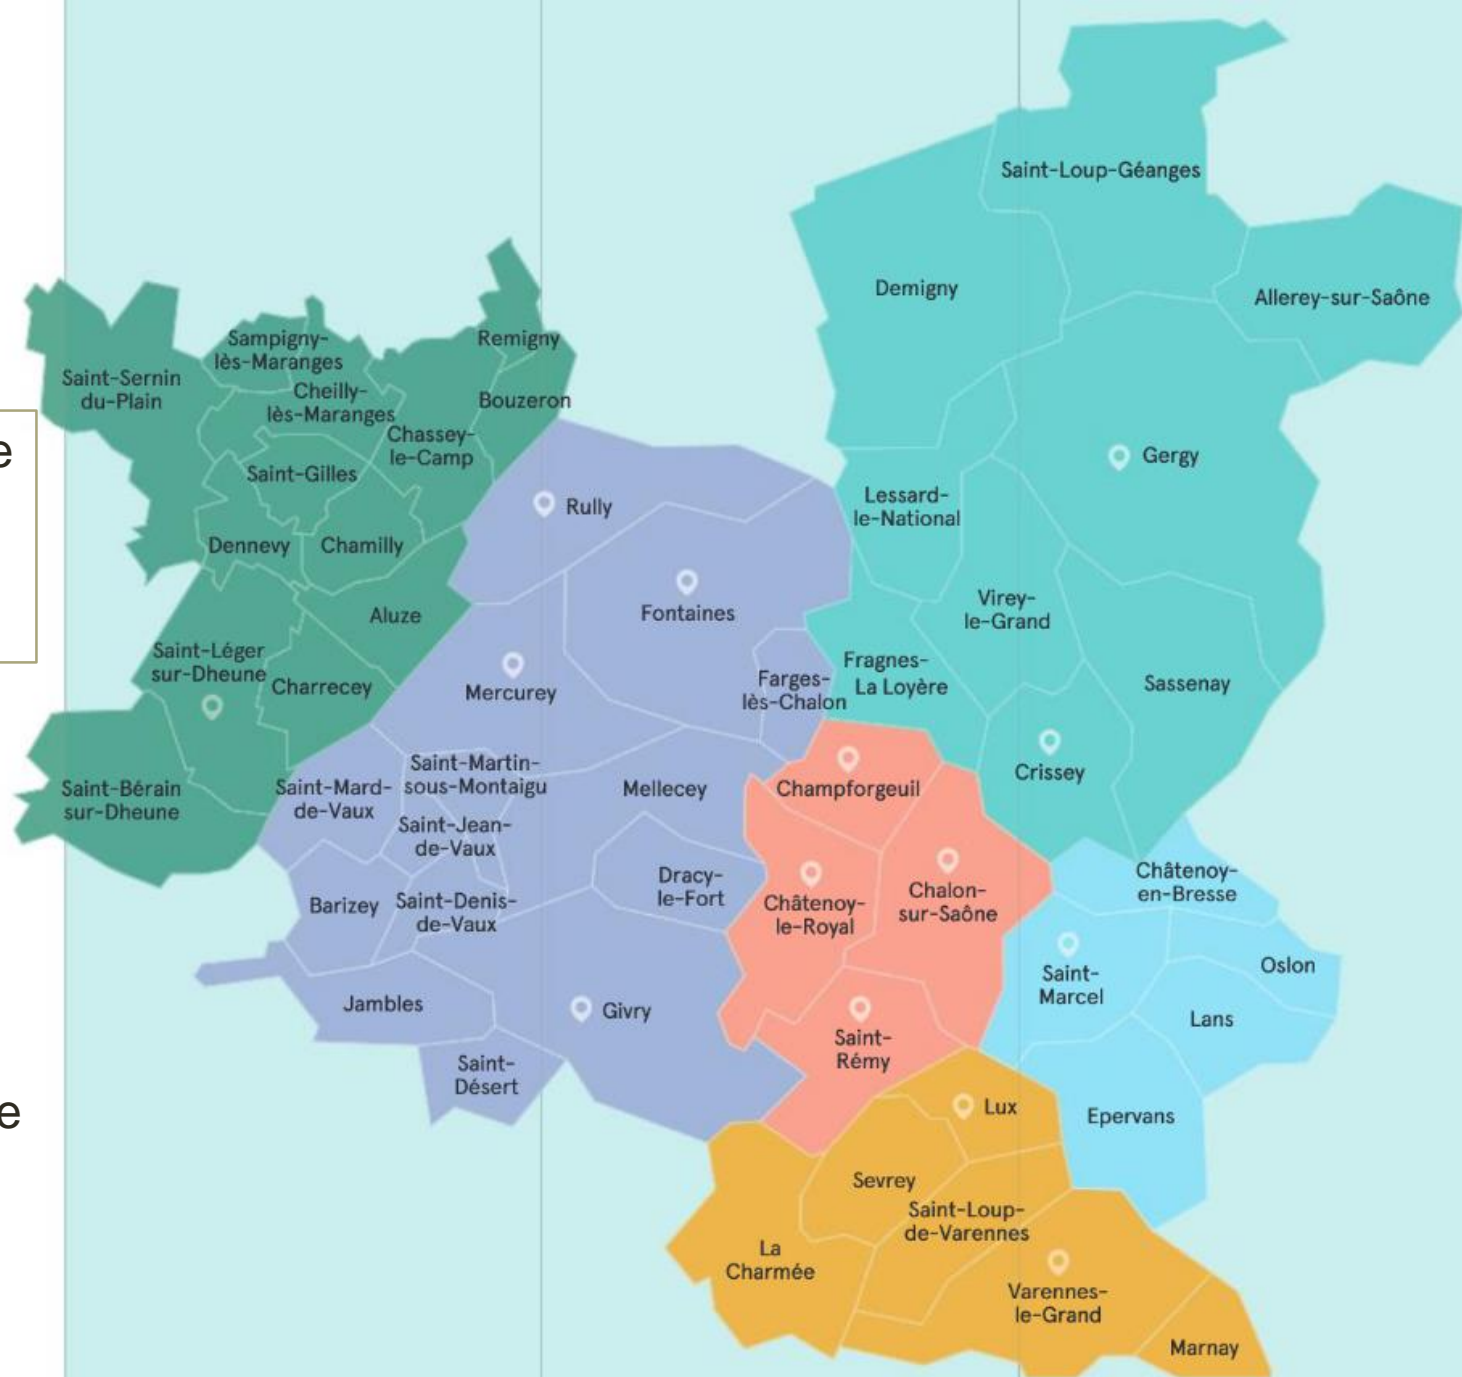 Saint-Loup-Géanges
Demigny
Allerey-sur-Saône
Remigny
Sampigny-
lès-Maranges
Saint-Sernin
du-Plain
Cheilly-
lès-Maranges
Bouzeron
Chassey-
le-Camp
e
Gergy
Saint-Gilles
Rully
Lessard-
le-National
Dennevy
Chamilly
Fontaines
Virey-
le-Grand
Aluze
Saint-Léger
sur-Dheune
Charrecey
Mercurey
Farges-
lès-Chalon
Fragnes-
La Loyère
Sassenay
Crissey
Saint-Bérain
sur-Dheune
Saint-Mard-
de-Vaux
Saint-Martin-
sous-Montaigu
Mellecey
Champforgeuil
Saint-Jean-
de-Vaux
Barizey
Saint-Denis-
de-Vaux
Dracy-
le-Fort
Châtenoy-
le-Royal
Chalon-
sur-Saône
Châtenoy-
en-Bresse
Oslon
Saint-
Marcel
Lans
Jambles
Givry
Saint-
Rémy
Saint-
Désert
e
Lux
Epervans
Sevrey
Saint-Loup-
de-Varennes
La
Charmée
Varennes-
le-Grand
Marnay